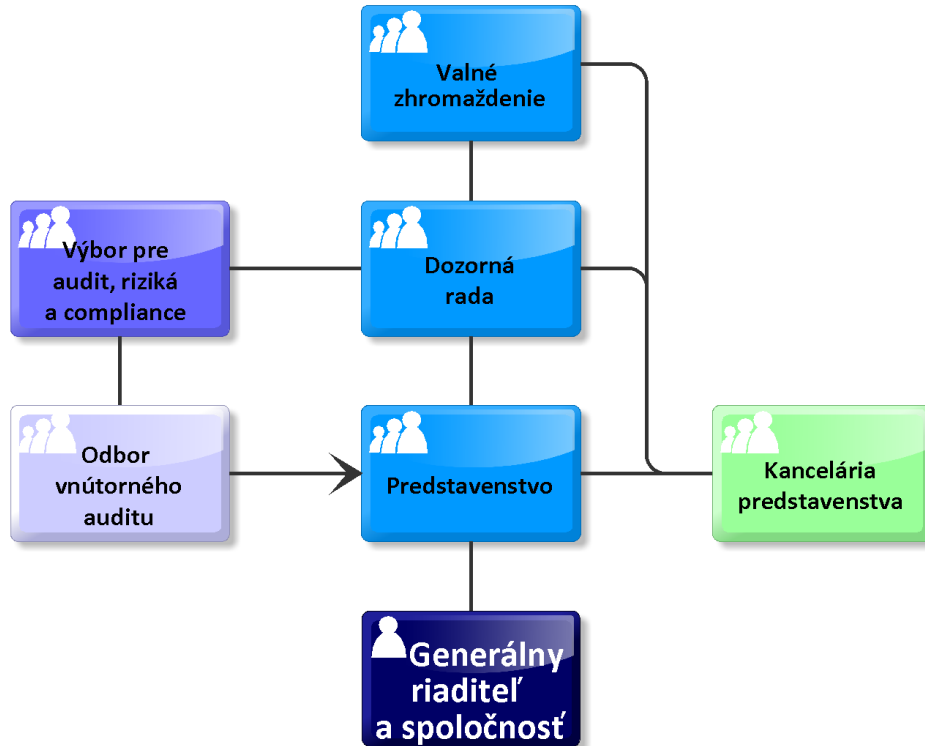 Valné
zhromaždenie
Výbor pre
audit, riziká
a compliance
Dozorná
rada
Odbor
vnútorného
auditu
Predstavenstvo
Kancelária
predstavenstva
Generálny
riaditeľ
a spoločnosť